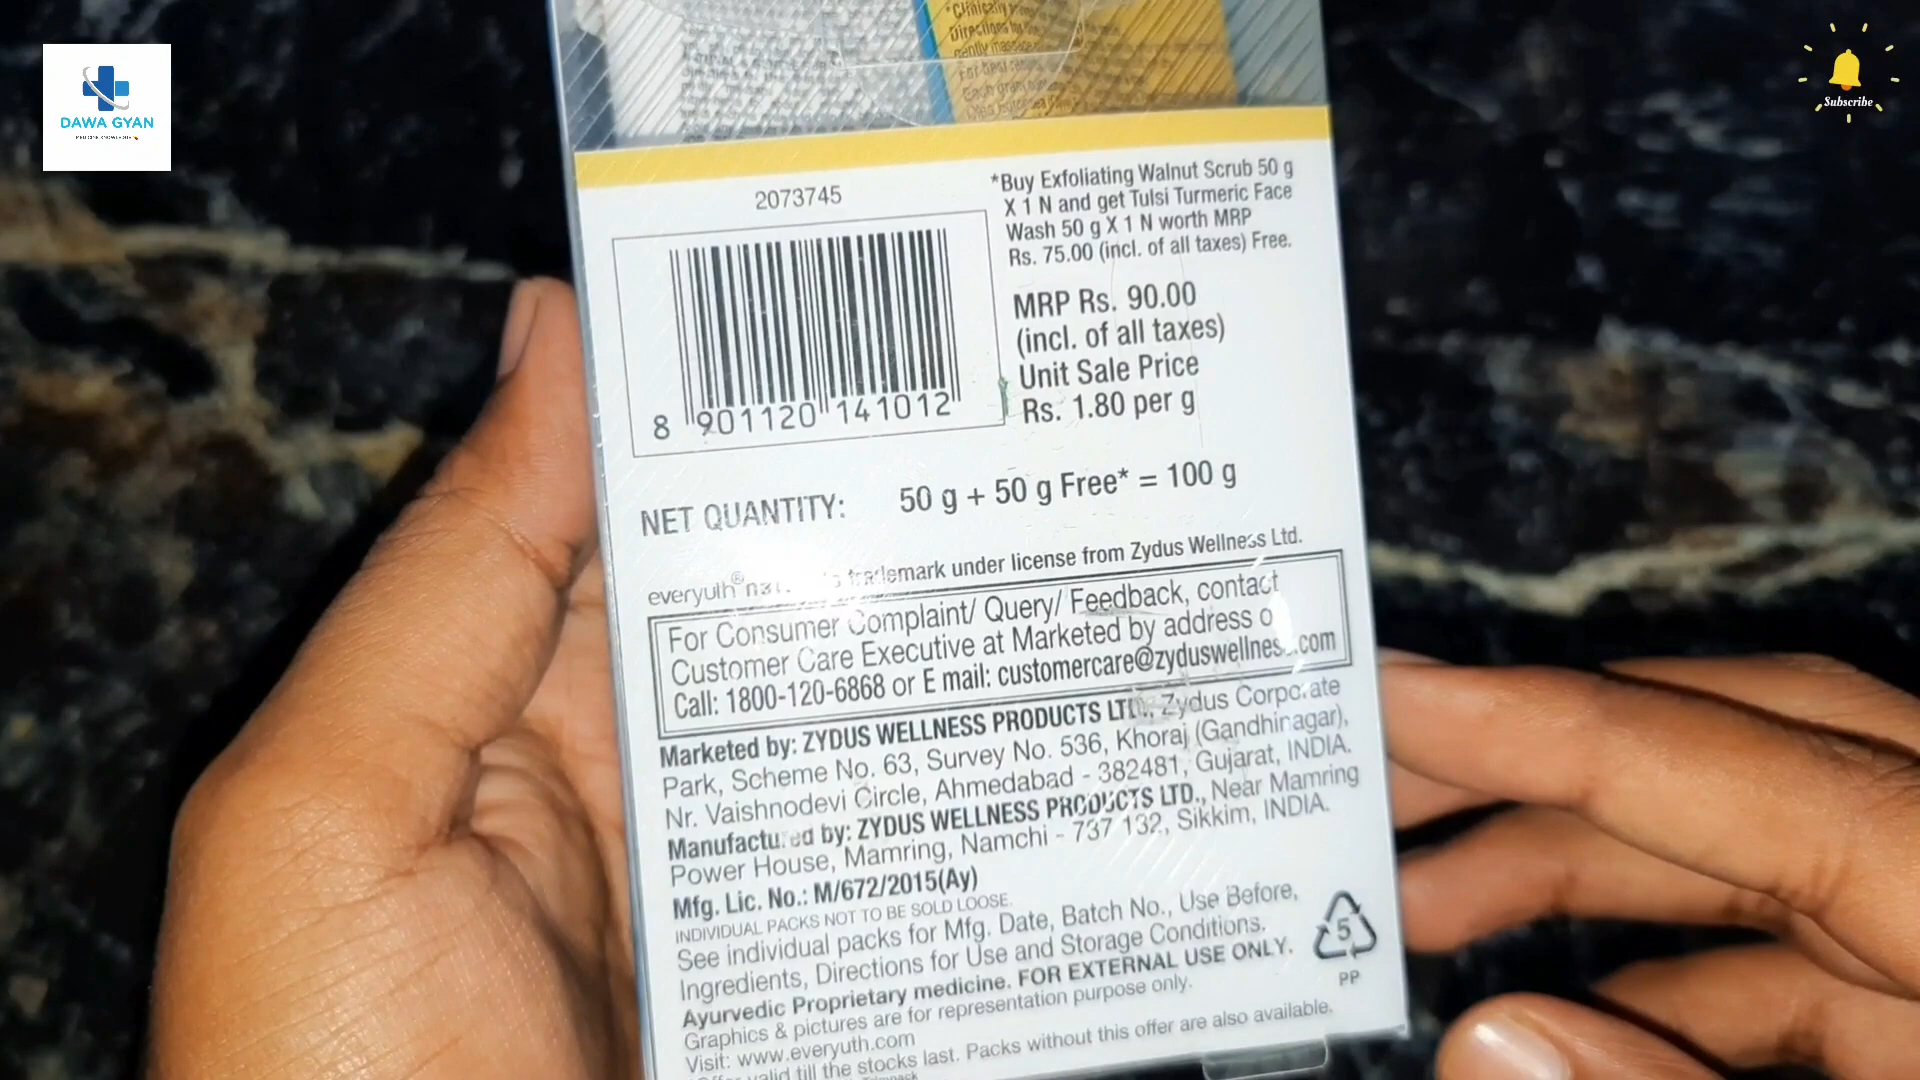 DAWA GYAN
Subscribe
*Clinically
Directions
gently massage
For best
Each gram
2073745
8 901120 141012
*Buy Exfoliating Walnut Scrub 50 g
X 1 N and get Tulsi Turmeric Face
Wash 50 g X 1 N worth MRP
Rs. 75.00 (incl. of all taxes) Free.
MRP Rs. 90.00
(incl. of all taxes)
Unit Sale Price
Rs. 1.80 per g
NET QUANTITY: 50 g + 50 g Free* = 100 g
everyuth® trademark under license from Zydus Wellness Ltd.
For Consumer Complaint/ Query/ Feedback, contact
Customer Care Executive at Marketed by address o
Call: 1800-120-6868 or E mail: customercare@zyduswellness.com
Marketed by: ZYDUS WELLNESS PRODUCTS LTD., Zydus Corporate
Park, Scheme No. 63, Survey No. 536, Khoraj (Gandhinagar),
Nr. Vaishnodevi Circle, Ahmedabad - 382481, Gujarat, INDIA.
Manufactured by: ZYDUS WELLNESS PRODUCTS LTD., Near Mamring
Power House, Mamring, Namchi - 737 132, Sikkim, INDIA.
Mfg. Lic. No.: M/672/2015(Ay)
INDIVIDUAL PACKS NOT TO BE SOLD LOOSE.
See individual packs for Mfg. Date, Batch No., Use Before,
Ingredients, Directions for Use and Storage Conditions.
Ayurvedic Proprietary medicine. FOR EXTERNAL USE ONLY.
Graphics & pictures are for representation purpose only.
Visit: www.everyuth.com
valid till the stocks last. Packs without this offer are also available.
5
PP